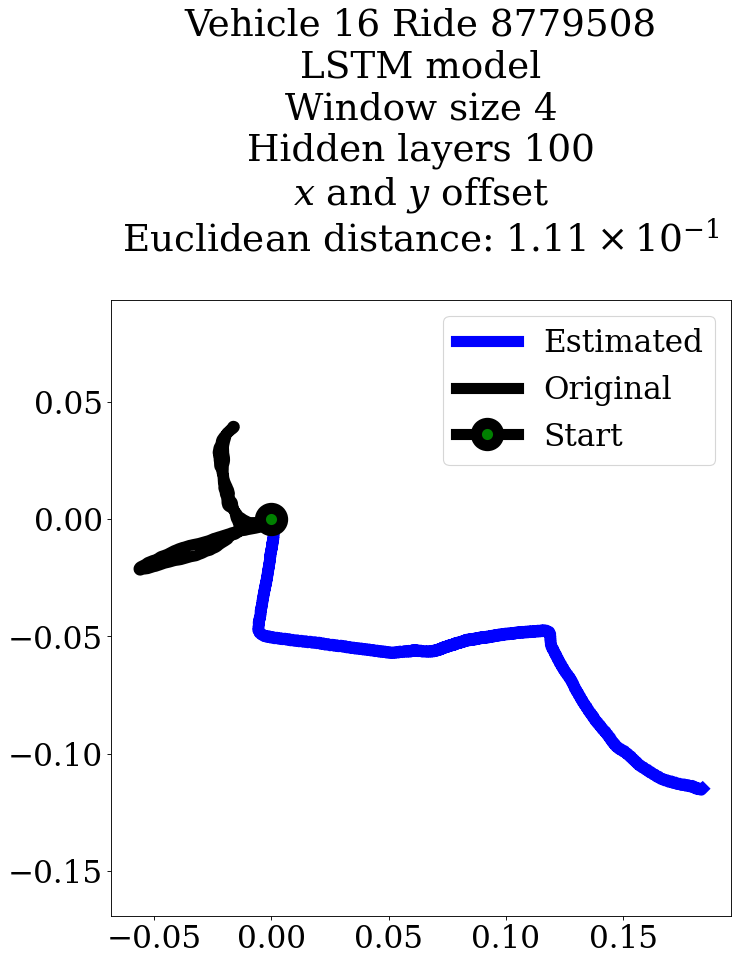 Vehicle 16 Ride 8779508
LSTM model
Window size 4
Hidden layers 100
x and y offset
Euclidean distance: 1.11 × 10⁻¹
Estimated
Original
Start
0.05
0.00
−0.05
−0.10
−0.15
−0.05 0.00 0.05 0.10 0.15